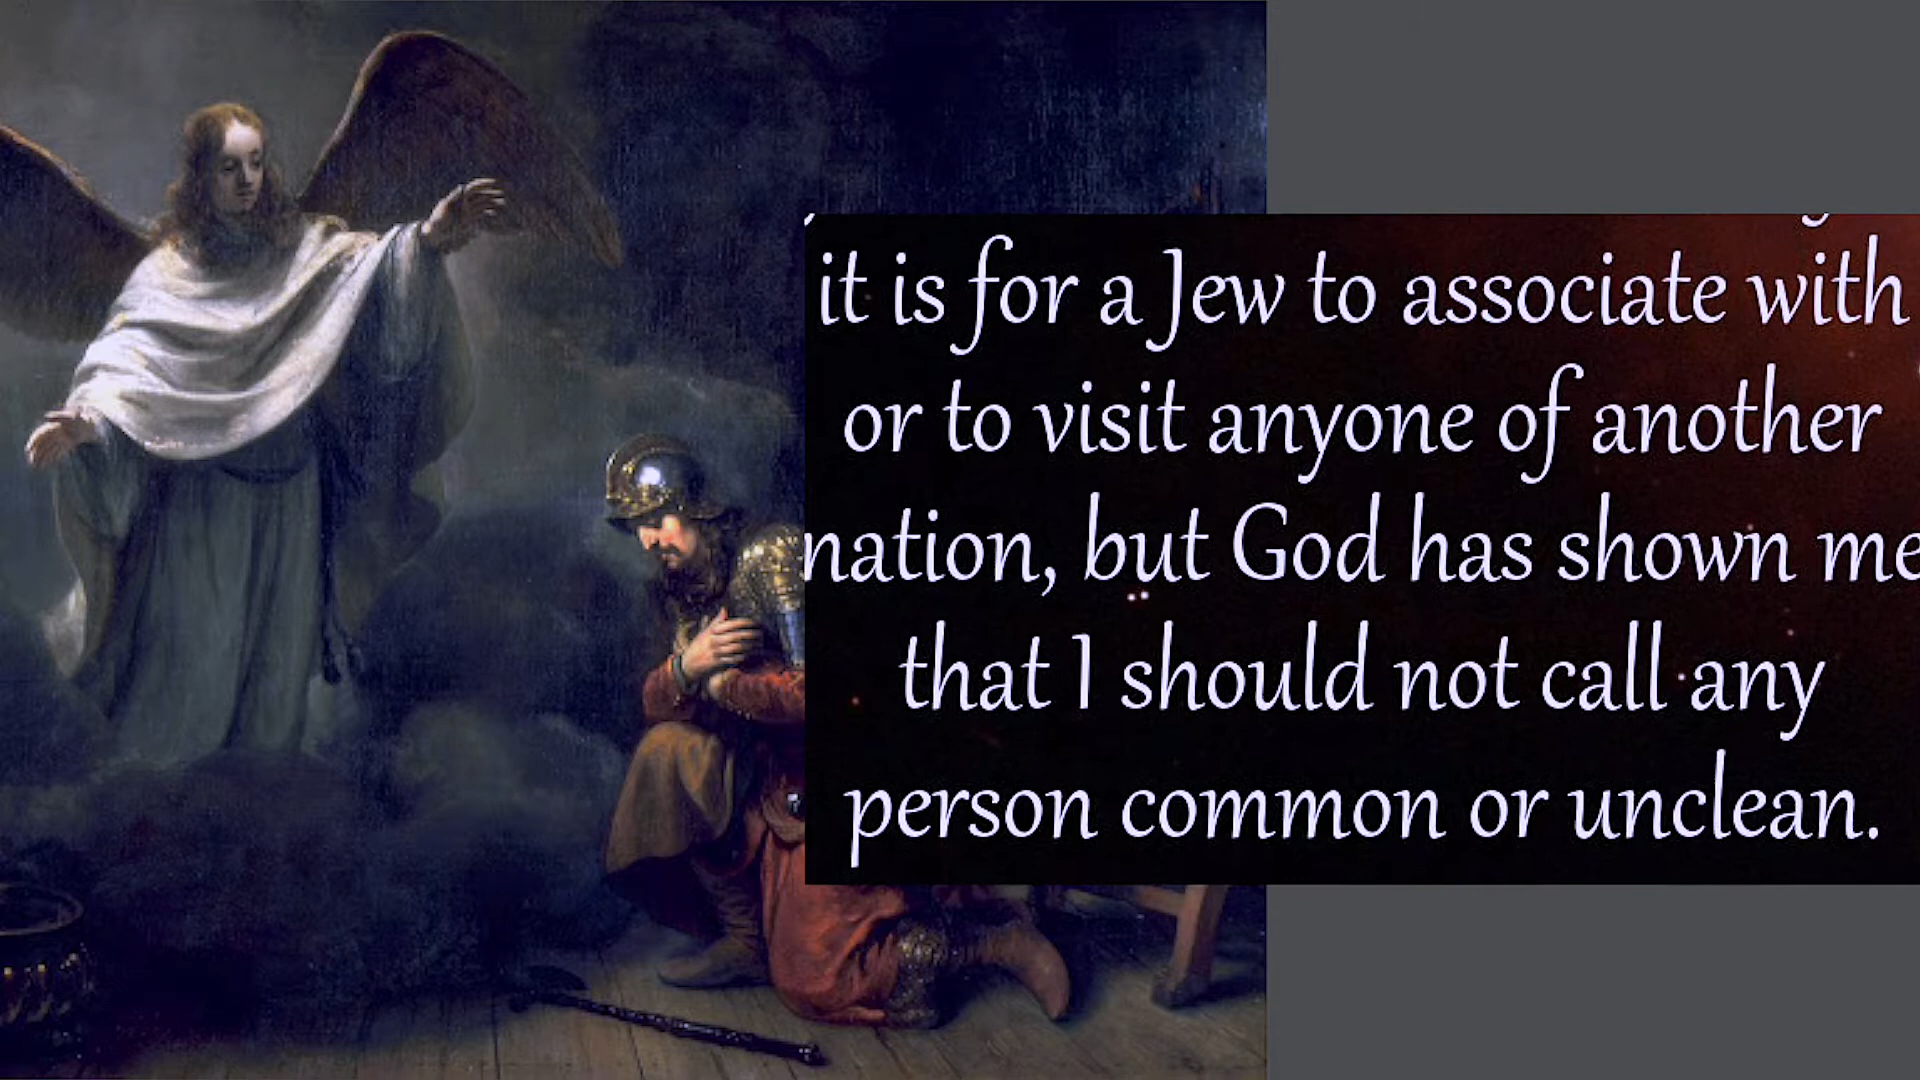 it is for a Jew to associate with
or to visit anyone of another
nation, but God has shown me
that I should not call any
person common or unclean.